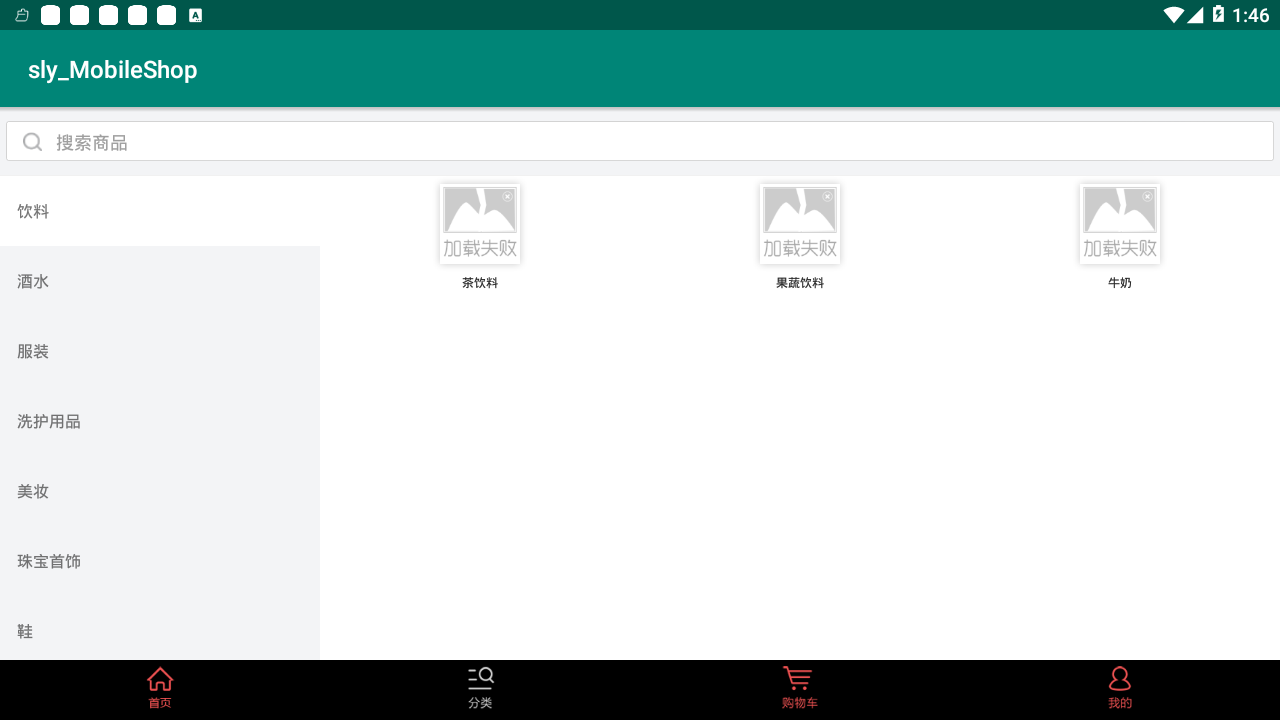 1:46
sly_MobileShop
搜索商品
饮料
酒水
服装
洗护用品
美妆
珠宝首饰
鞋
加载失败
加载失败
加载失败
茶饮料
果蔬饮料
牛奶
首页
分类
购物车
我的